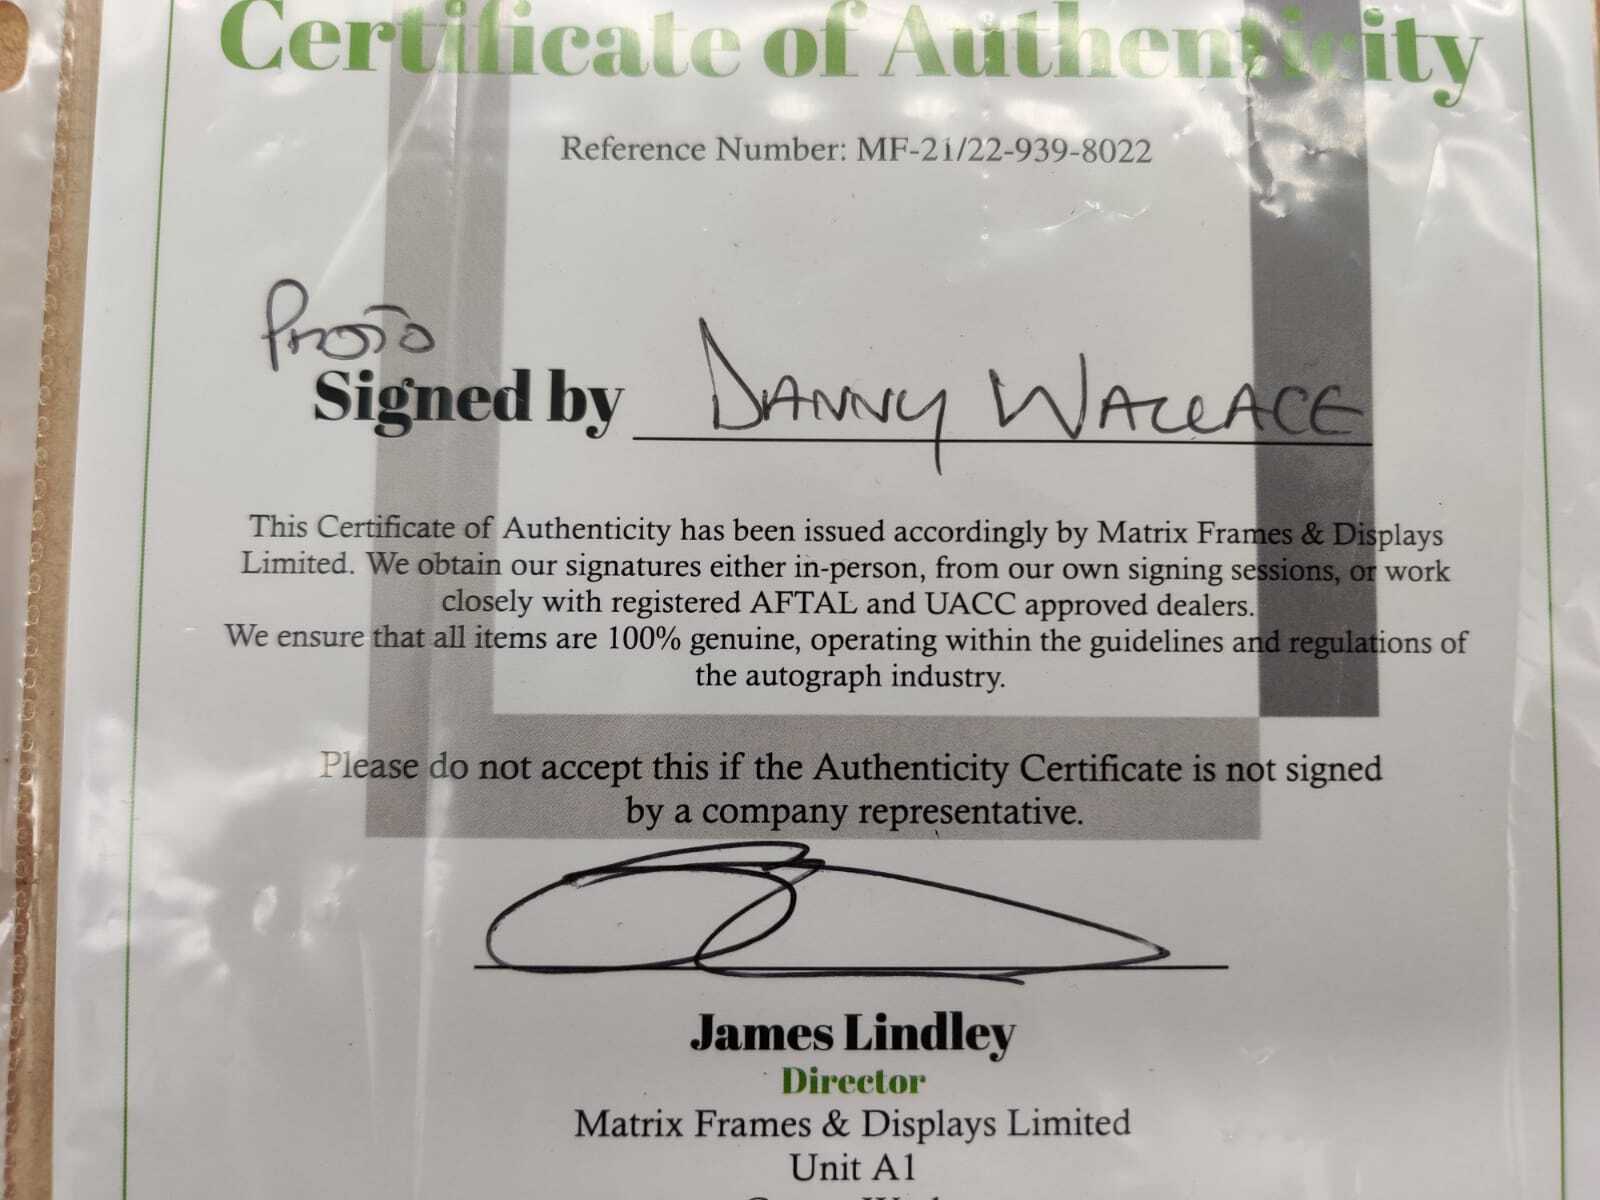 Certificate of Authenticity
Reference Number: MF-21/22-939-8022
PHOTO
Signed by DANNY WALLACE
This Certificate of Authenticity has been issued accordingly by Matrix Frames & Displays
Limited. We obtain our signatures either in-person, from our own signing sessions, or work
closely with registered AFTAL and UACC approved dealers.
We ensure that all items are 100% genuine, operating within the guidelines and regulations of
the autograph industry.
Please do not accept this if the Authenticity Certificate is not signed
by a company representative.
James Lindley
Director
Matrix Frames & Displays Limited
Unit A1